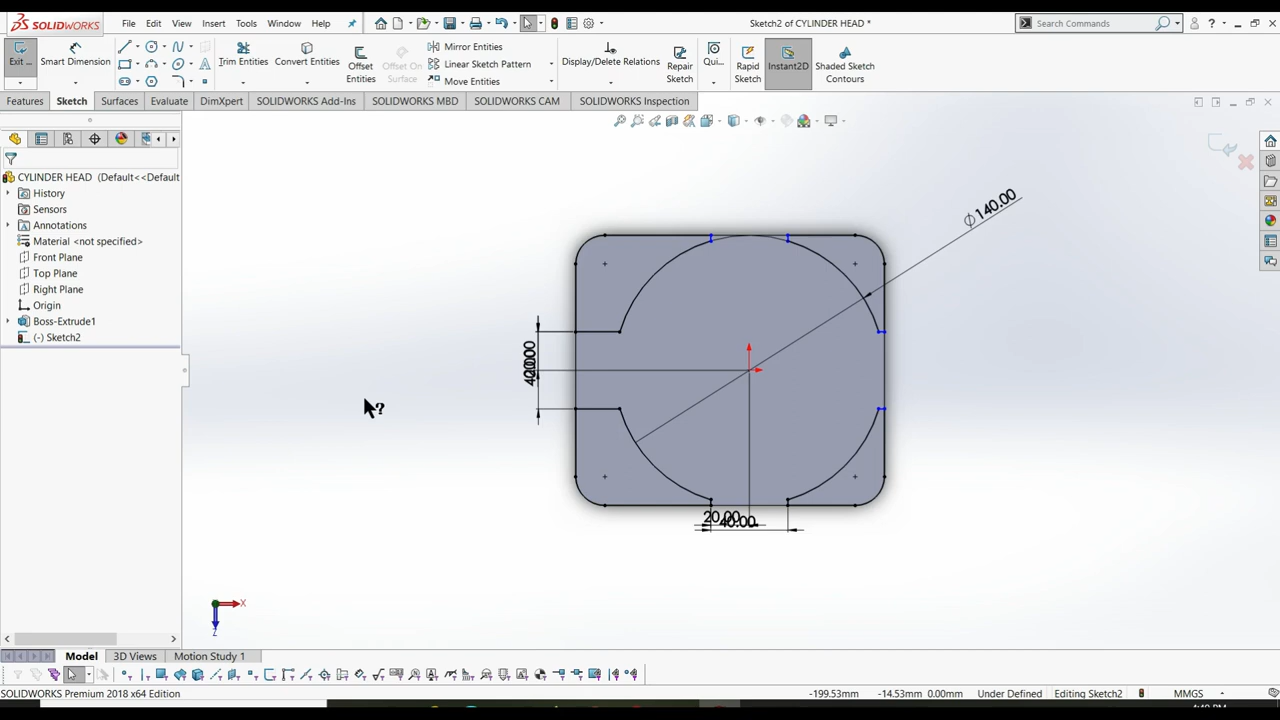 SOLIDWORKS File Edit View Insert Tools Window Help Sketch2 of CYLINDER HEAD * Search Commands
Exit ... Smart Dimension Trim Entities Convert Entities Offset Entities Offset On Surface Mirror Entities Linear Sketch Pattern Move Entities Display/Delete Relations Repair Sketch Qui... Rapid Sketch Instant2D Shaded Sketch Contours
Features Sketch Surfaces Evaluate DimXpert SOLIDWORKS Add-Ins SOLIDWORKS MBD SOLIDWORKS CAM SOLIDWORKS Inspection
CYLINDER HEAD (Default<<Default
History
Sensors
Annotations
Material <not specified>
Front Plane
Top Plane
Right Plane
Origin
Boss-Extrude1
(-) Sketch2
∅140.00
20.00
40.00
X
Z
Model 3D Views Motion Study 1
SOLIDWORKS Premium 2018 x64 Edition -199.53mm -14.53mm 0.00mm Under Defined Editing Sketch2 MMGS